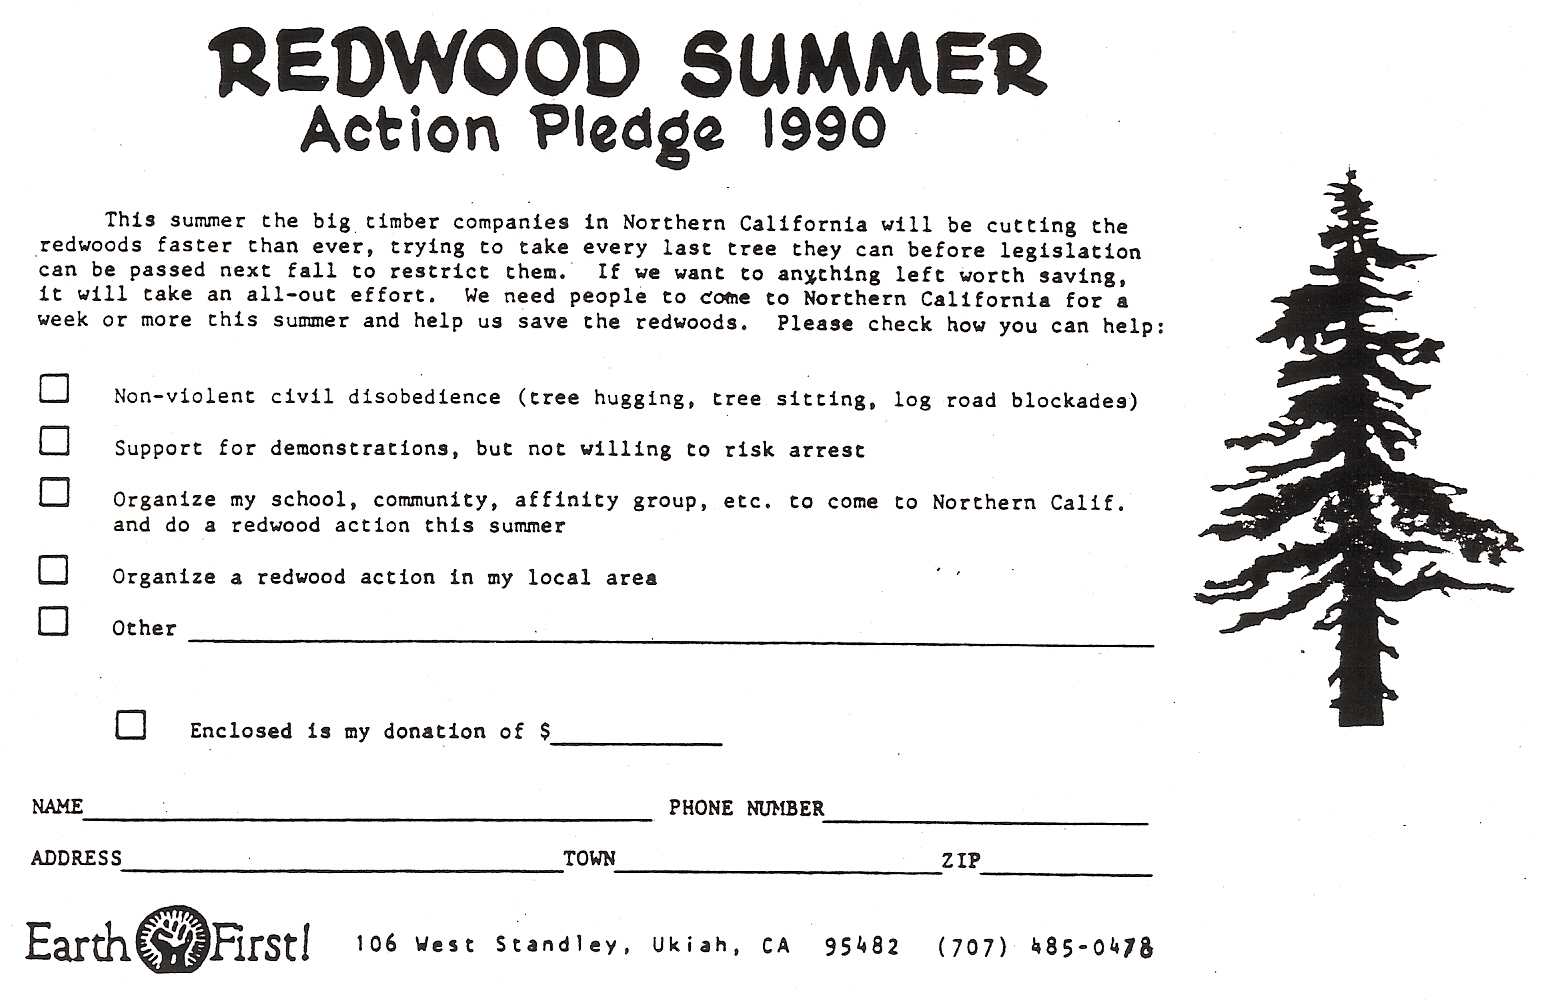 REDWOOD SUMMER
Action Pledge 1990
This summer the big timber companies in Northern California will be cutting the
redwoods faster than ever, trying to take every last tree they can before legislation
can be passed next fall to restrict them. If we want to anything left worth saving,
it will take an all-out effort. We need people to come to Northern California for a
week or more this summer and help us save the redwoods. Please check how you can help:
Non-violent civil disobedience (tree hugging, tree sitting, log road blockades)
Support for demonstrations, but not willing to risk arrest
Organize my school, community, affinity group, etc. to come to Northern Calif.
and do a redwood action this summer
Organize a redwood action in my local area
Other
Enclosed is my donation of $
NAME PHONE NUMBER
ADDRESS TOWN ZIP
Earth First! 106 West Standley, Ukiah, CA 95482 (707) 485-0478